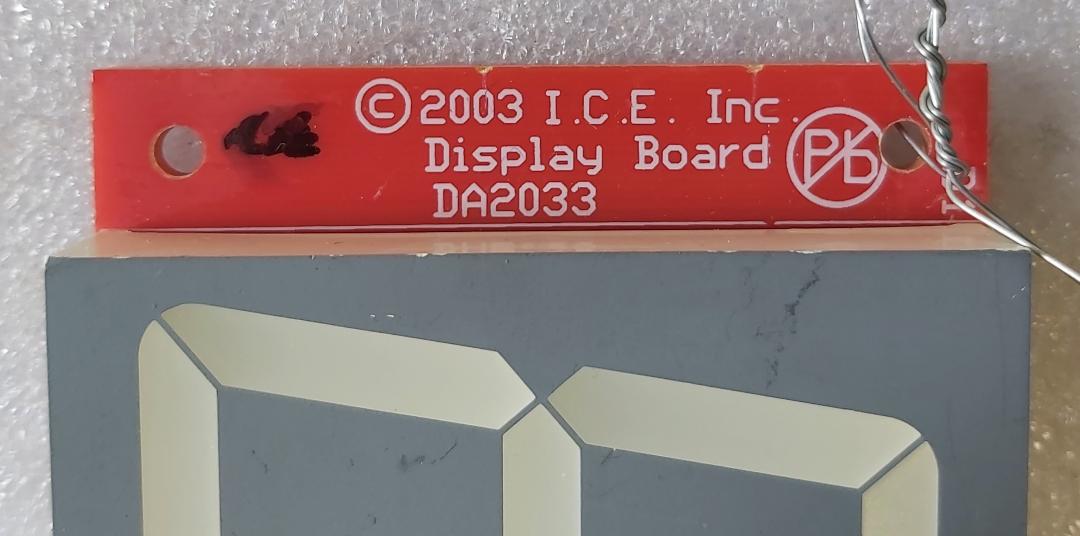 ©2003 I.C.E. Inc.
Display Board
DA2033
Pb